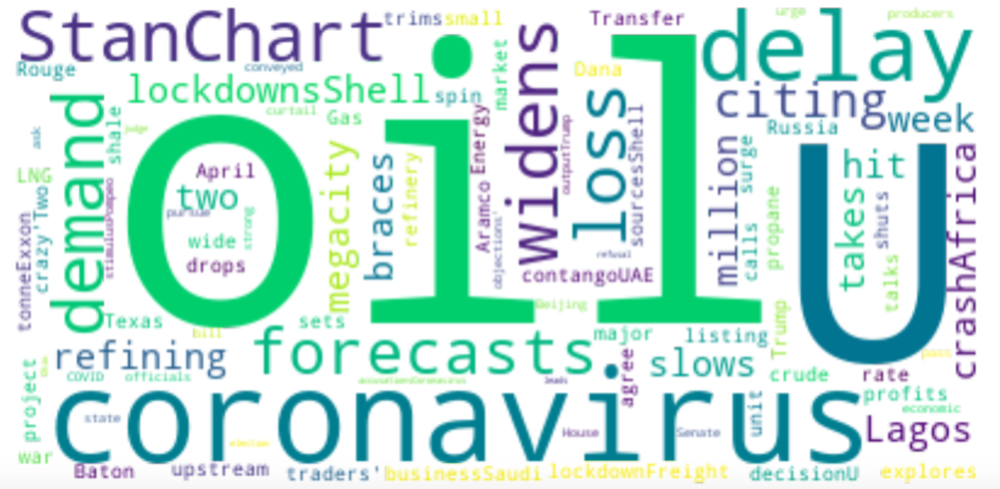 StanChart
trims
small
Transfer
urge
producers
delay
Rouge
conveyed
oil
market
widens
Dana
lockdownsShell
spin
curtail
Gas
loss
citing
week
Russia
U
demand
shale
ask
judge
LNG
April
two
pursue
strong
wide
drops
megacity
braces
refinery
Aramco
Energy
objections'
outputTrump
sourcesShell
refusal
contangoUAE
million
surge
calls
propane
hit
takes
shuts
talks
crashAfrica
tonneExxon
crazy'Two
stimulusPompeo
Texas
bill
sets
Beijing
major
listing
Trump
pass
refining
forecasts
slows
agree
crude
rate
profits
economic
project
COVID
officials
leads
coronavirus
state
election
House
Senate
unit
Lagos
war
Baton
upstream
traders'
businessSaudi
lockdownFreight
decisionU
explores